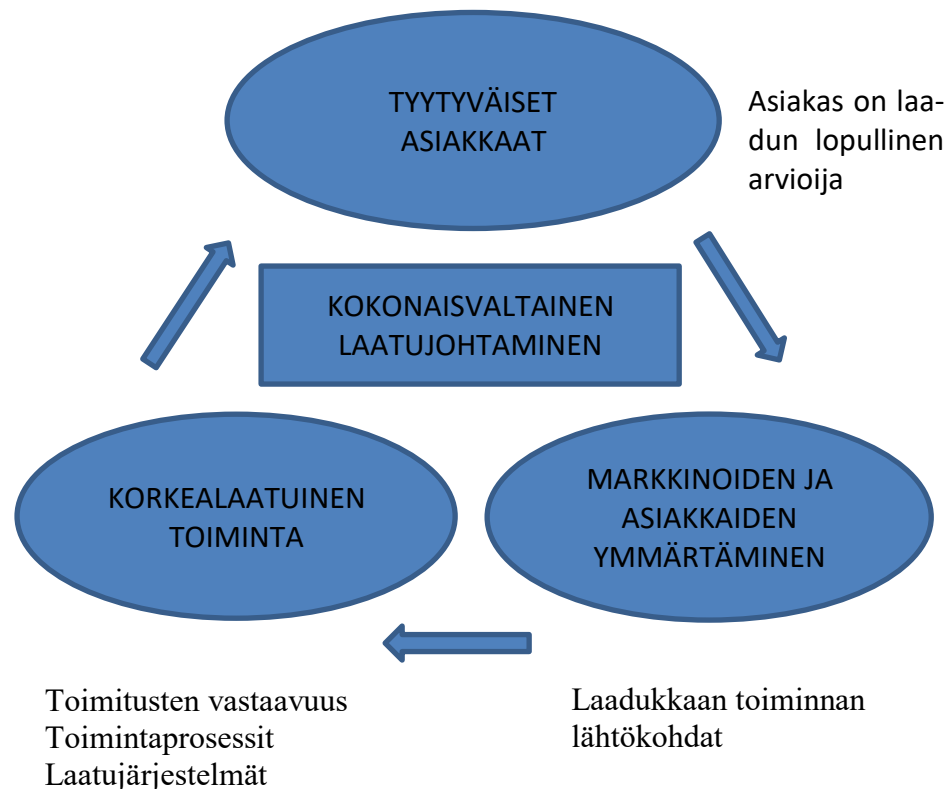 TYYTYVÄISET
ASIAKKAAT
Asiakas on laa-
dun lopullinen
arvioija
KOKONAISVALTAINEN
LAATUJOHTAMINEN
KORKEALAATUINEN
TOIMINTA
MARKKINOIDEN JA
ASIAKKAIDEN
YMMÄRTÄMINEN
Toimitusten vastaavuus
Toimintaprosessit
Laatujärjestelmät
Laadukkaan toiminnan
lähtökohdat